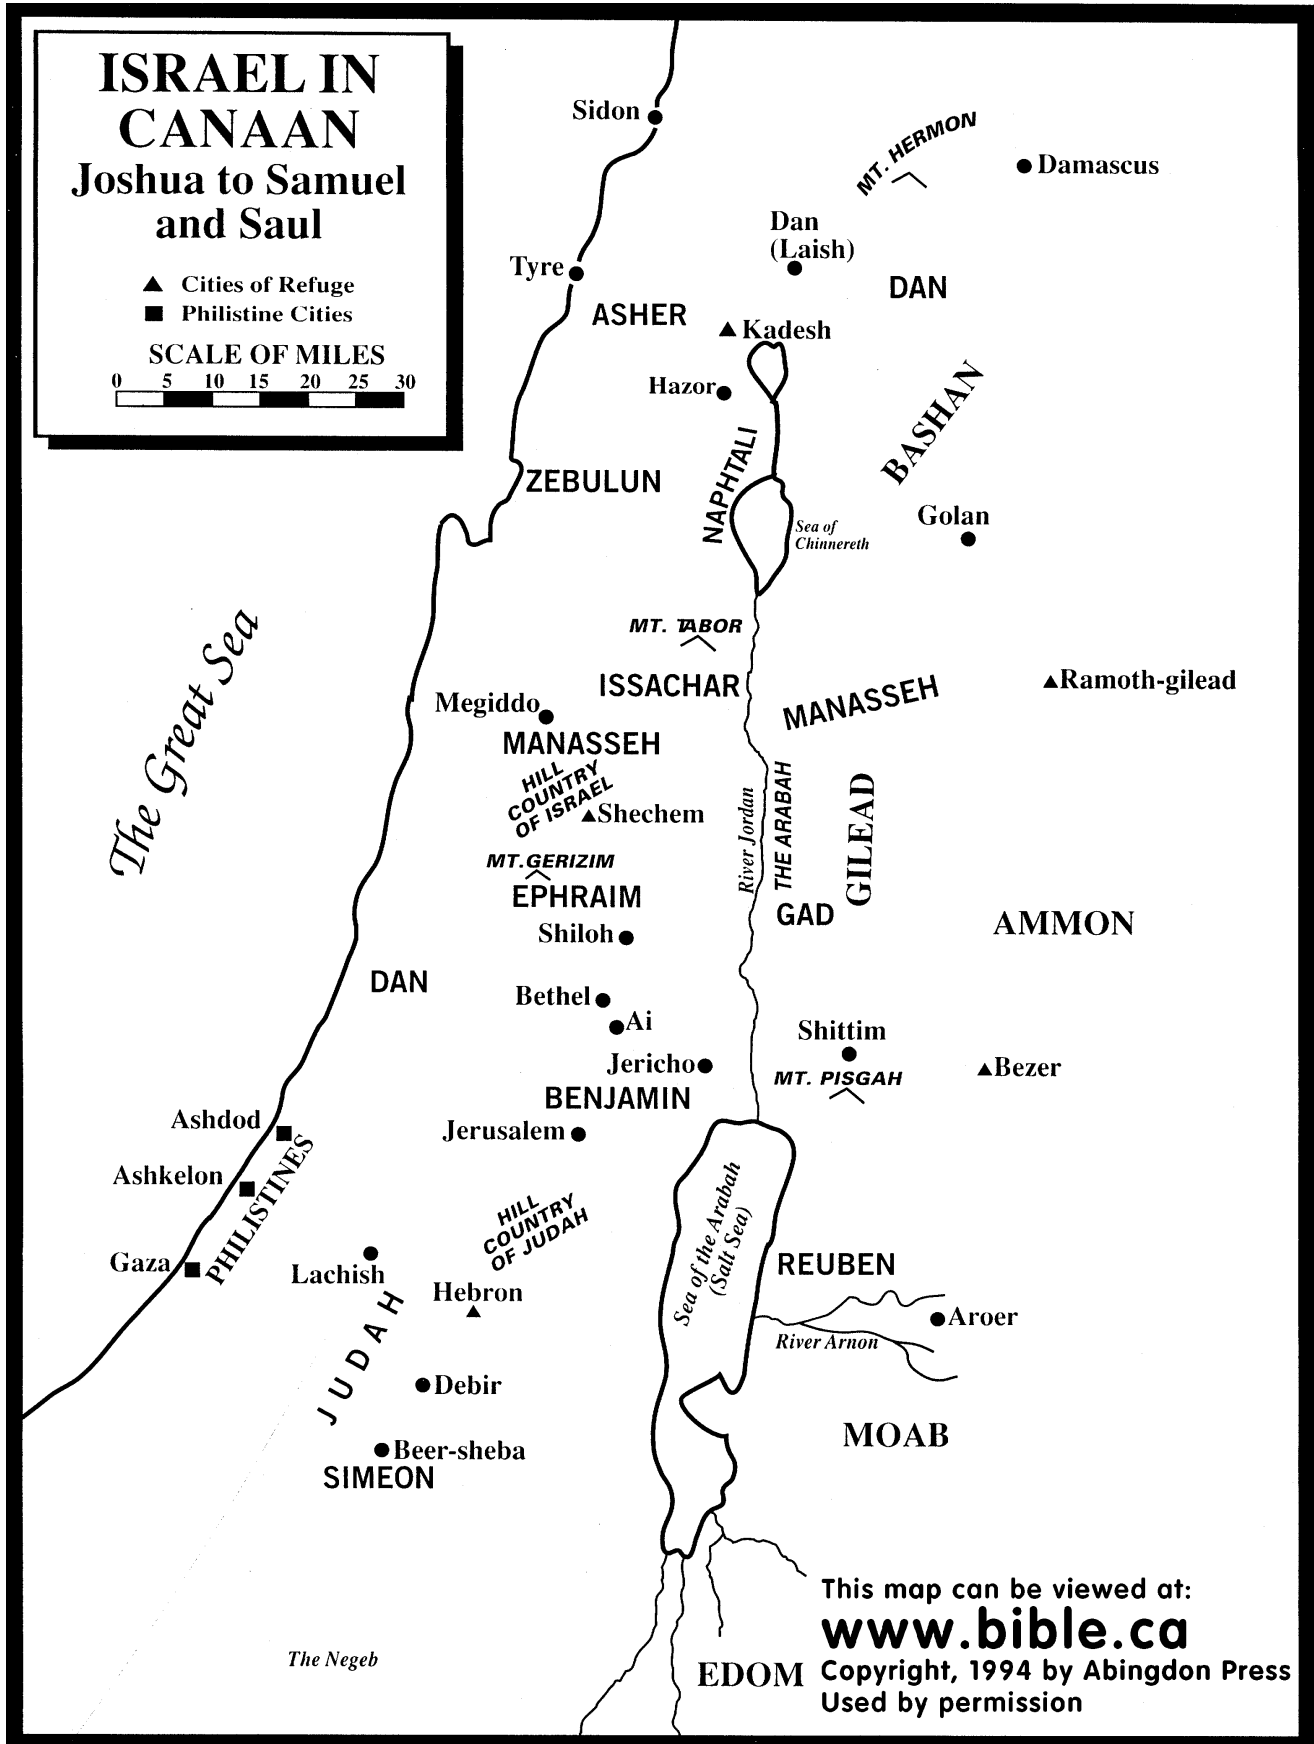 ISRAEL IN
CANAAN
Joshua to Samuel
and Saul
Cities of Refuge
Philistine Cities
SCALE OF MILES
0 5 10 15 20 25 30
Sidon
MT. HERMON
Damascus
Dan
(Laish)
Tyre
DAN
ASHER
Kadesh
Hazor
BASHAN
NAPHTALI
ZEBULUN
Golan
Sea of
Chinnereth
The Great Sea
MT. TABOR
ISSACHAR
MANASSEH
Ramoth-gilead
Megiddo
MANASSEH
HILL
COUNTRY
OF ISRAEL
Shechem
River Jordan
THE ARABAH
GILEAD
MT. GERIZIM
EPHRAIM
GAD
AMMON
Shiloh
DAN
Bethel
Ai
Shittim
Jericho
MT. PISGAH
Bezer
BENJAMIN
Ashdod
Jerusalem
Ashkelon
PHILISTINES
HILL
COUNTRY
OF JUDAH
Sea of the Arabah
(Salt Sea)
Gaza
Lachish
REUBEN
Hebron
JUDAH
Aroer
River Arnon
Debir
MOAB
Beer-sheba
SIMEON
The Negeb
EDOM
This map can be viewed at:
www.bible.ca
Copyright, 1994 by Abingdon Press
Used by permission